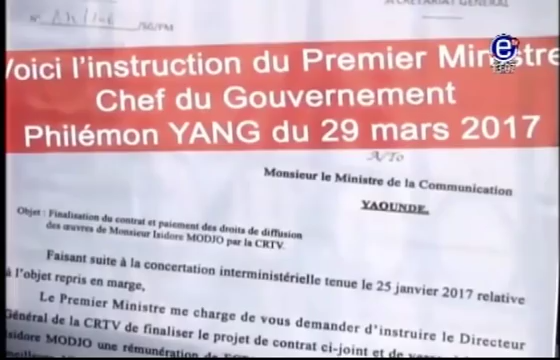 SECRETARIAT GENERAL
/SG/PM
Voici l'instruction du Premier Ministre
Chef du Gouvernement
Philémon YANG du 29 mars 2017
A/To
Monsieur le Ministre de la Communication
YAOUNDE.
Objet : Finalisation du contrat et paiement des droits de diffusion
des œuvres de Monsieur Isidore MODJO par la CRTV.
Faisant suite à la concertation interministérielle tenue le 25 janvier 2017 relative
à l'objet repris en marge,
Le Premier Ministre me charge de vous demander d'instruire le Directeur
Général de la CRTV de finaliser le projet de contrat ci-joint et de
Isidore MODJO une rémunération de